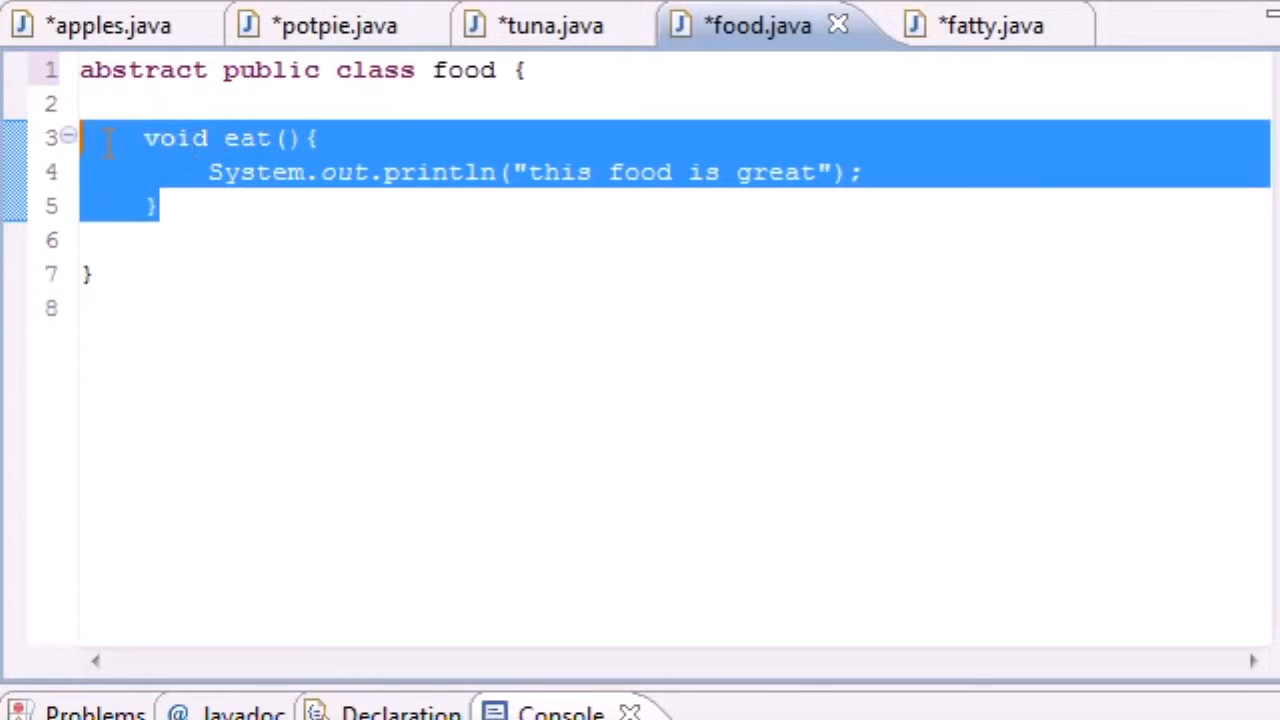 *apples.java *potpie.java *tuna.java *food.java *fatty.java
1 abstract public class food {
2
3 void eat(){
4 System.out.println("this food is great");
5 }
6
7 }
8
Problems @ Javadoc Declaration Console